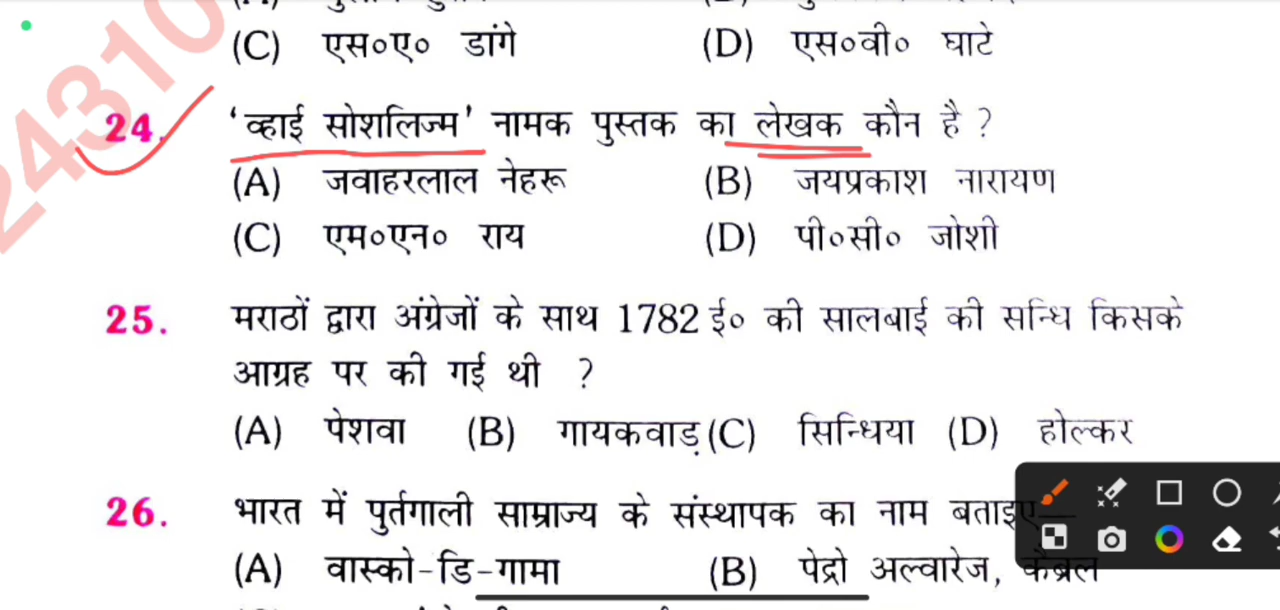 (C) एस०ए० डांगे (D) एस०वी० घाटे
24. 'व्हाई सोशलिज्म' नामक पुस्तक का लेखक कौन है ?
(A) जवाहरलाल नेहरू (B) जयप्रकाश नारायण
(C) एम०एन० राय (D) पी०सी० जोशी
25. मराठों द्वारा अंग्रेजों के साथ 1782 ई० की सालबाई की सन्धि किसके
आग्रह पर की गई थी ?
(A) पेशवा (B) गायकवाड़ (C) सिन्धिया (D) होल्कर
26. भारत में पुर्तगाली साम्राज्य के संस्थापक का नाम बताइए—
(A) वास्को-डि-गामा (B) पेद्रो अल्वारेज, कैब्रल
24310